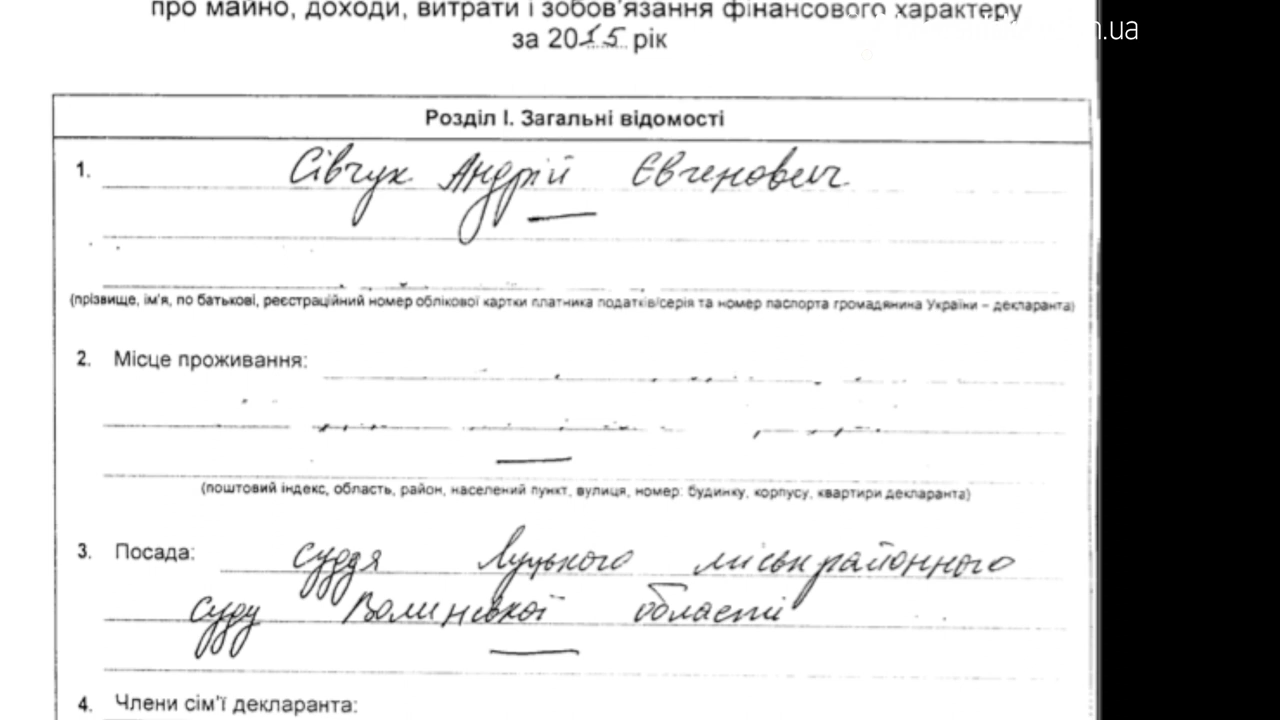 про майно, доходи, витрати і зобов'язання фінансового характеру
за 2015 рік
Розділ I. Загальні відомості
1. Сівчук Андрій Євгенович
(прізвище, ім'я, по батькові, реєстраційний номер облікової картки платника податків/серія та номер паспорта громадянина України – декларанта)
2. Місце проживання:
(поштовий індекс, область, район, населений пункт, вулиця, номер: будинку, корпусу, квартири декларанта)
3. Посада: суддя Луцького міськрайонного
суду Волинської області
4. Члени сім'ї декларанта: